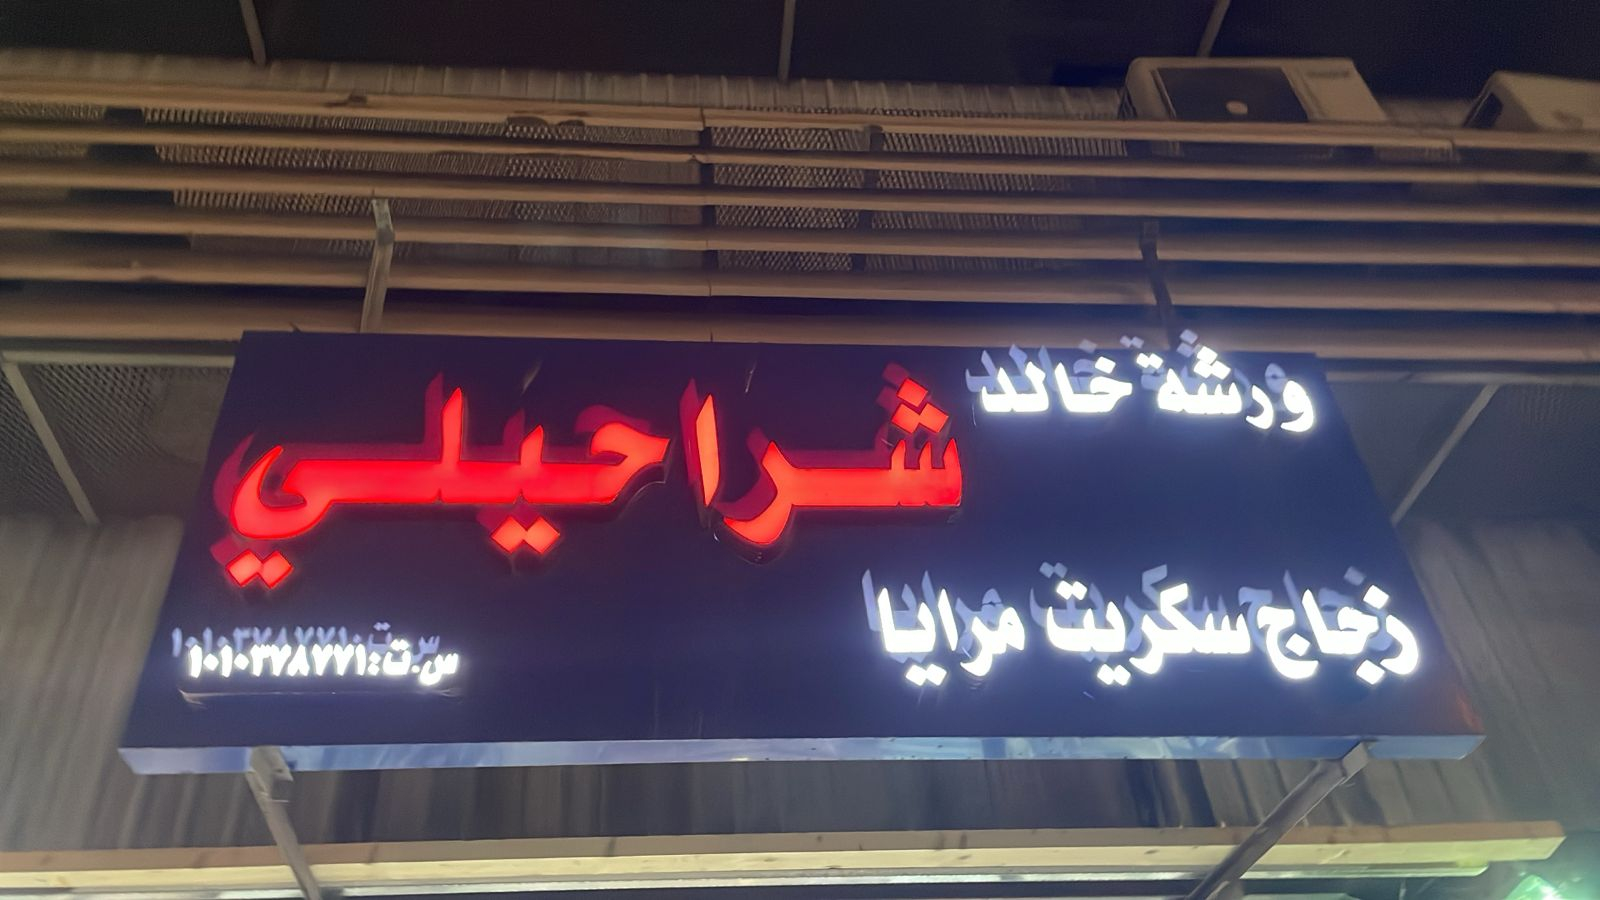 ورشة خالد
شراحيلي
زجاج سكريت مرايا
س.ت: ١٠١٠٣٧٨٧٧١